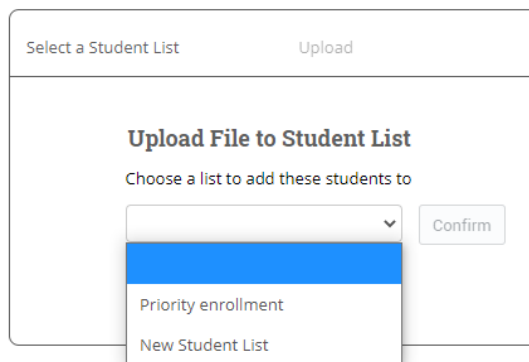 Select a Student List Upload
Upload File to Student List
Choose a list to add these students to
Confirm
Priority enrollment
New Student List